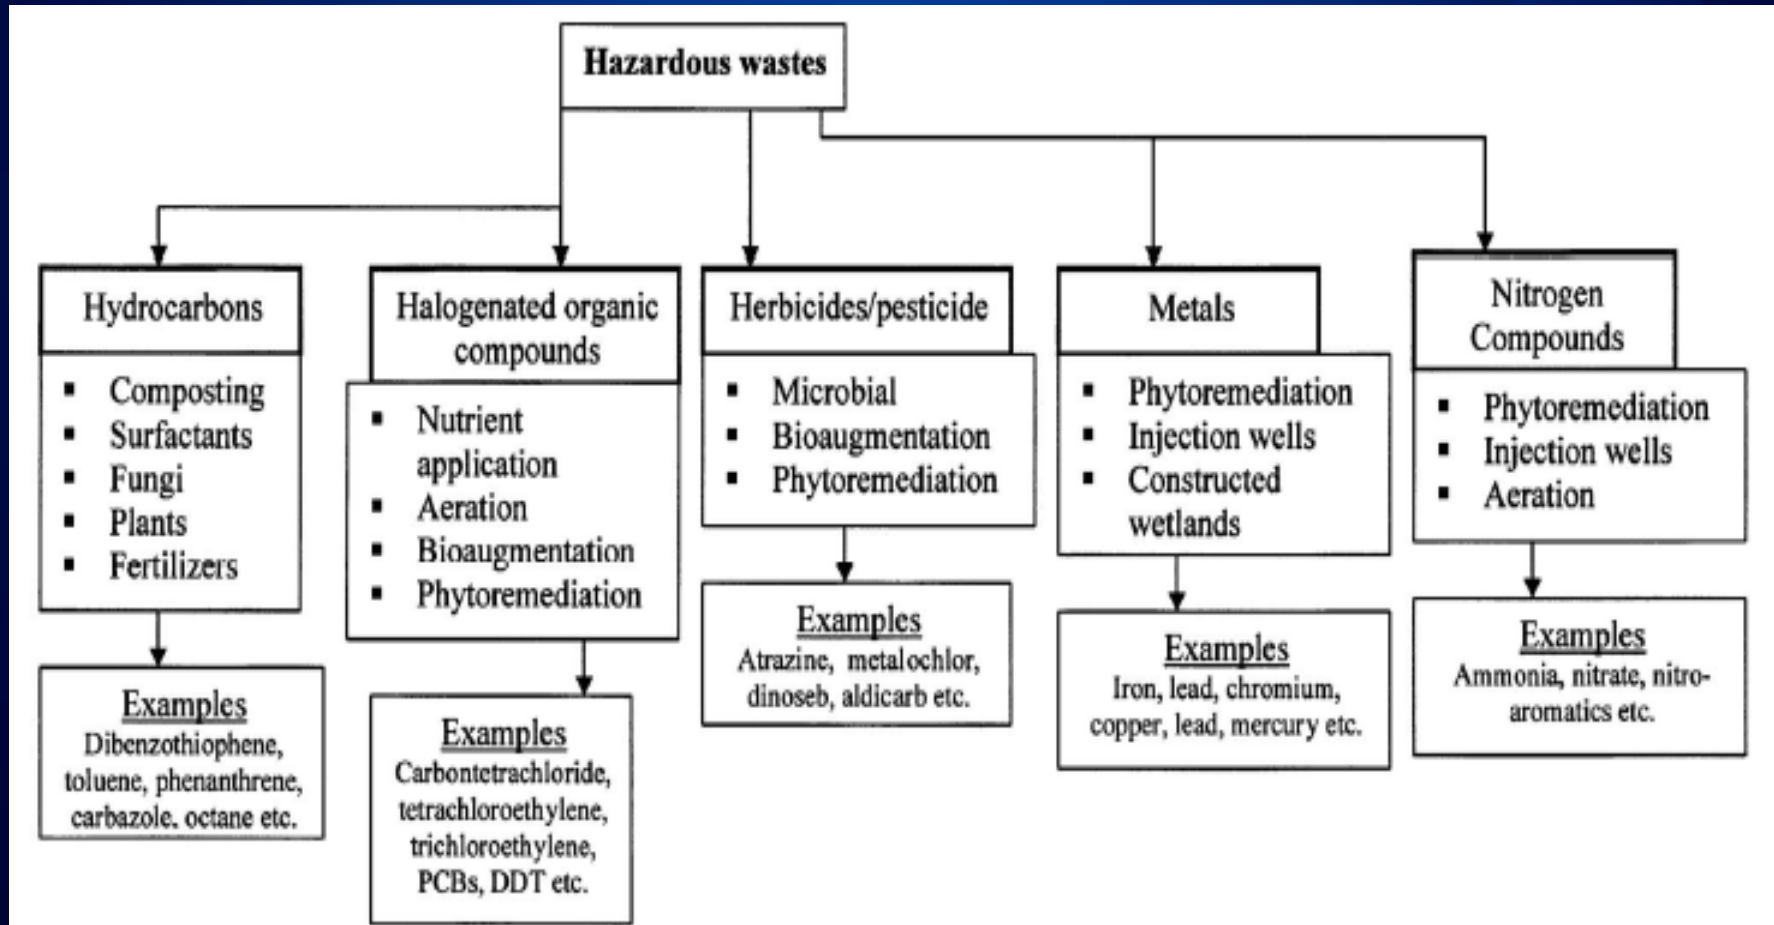 Hazardous wastes
Hydrocarbons
▪ Composting
▪ Surfactants
▪ Fungi
▪ Plants
▪ Fertilizers
Examples
Dibenzothiophene,
toluene, phenanthrene,
carbazole. octane etc.
Halogenated organic
compounds
▪ Nutrient
application
▪ Aeration
▪ Bioaugmentation
▪ Phytoremediation
Examples
Carbontetrachloride,
tetrachloroethylene,
trichloroethylene,
PCBs, DDT etc.
Herbicides/pesticide
▪ Microbial
▪ Bioaugmentation
▪ Phytoremediation
Examples
Atrazine, metalochlor,
dinoseb, aldicarb etc.
Metals
▪ Phytoremediation
▪ Injection wells
▪ Constructed
wetlands
Examples
Iron, lead, chromium,
copper, lead, mercury etc.
Nitrogen
Compounds
▪ Phytoremediation
▪ Injection wells
▪ Aeration
Examples
Ammonia, nitrate, nitro-
aromatics etc.